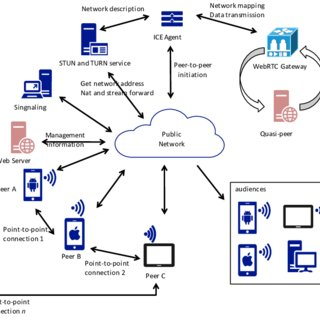 Network description
ICE Agent
Network mapping
Data transmission
STUN and TURN service
Peer-to-peer
initiation
WebRTC Gateway
Get network address
Nat and stream forward
Singnaling
Public
Network
Quasi-peer
Management
information
Web Server
Peer A
audiences
Point-to-point
connection 1
Peer B
Point-to-point
connection 2
Peer C
nt-to-point
nection n